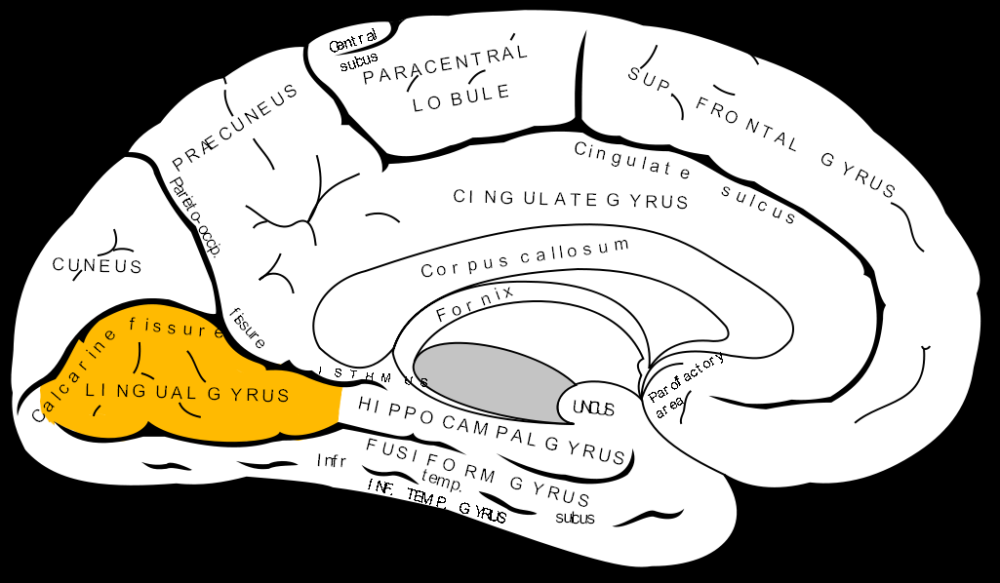 Central
sulcus
PARACENTRAL
LOBULE
SUP. FRONTAL GYRUS
PRÆCUNEUS
Cingulate sulcus
CINGULATE GYRUS
Parieto-occip.
fissure
CUNEUS
Corpus callosum
Fornix
Calcarine fissure
LINGUAL GYRUS
ISTHMUS
HIPPOCAMPAL GYRUS
UNCUS
Parolfactory
area
FUSIFORM GYRUS
Infr temp. sulcus
INF. TEMP. GYRUS